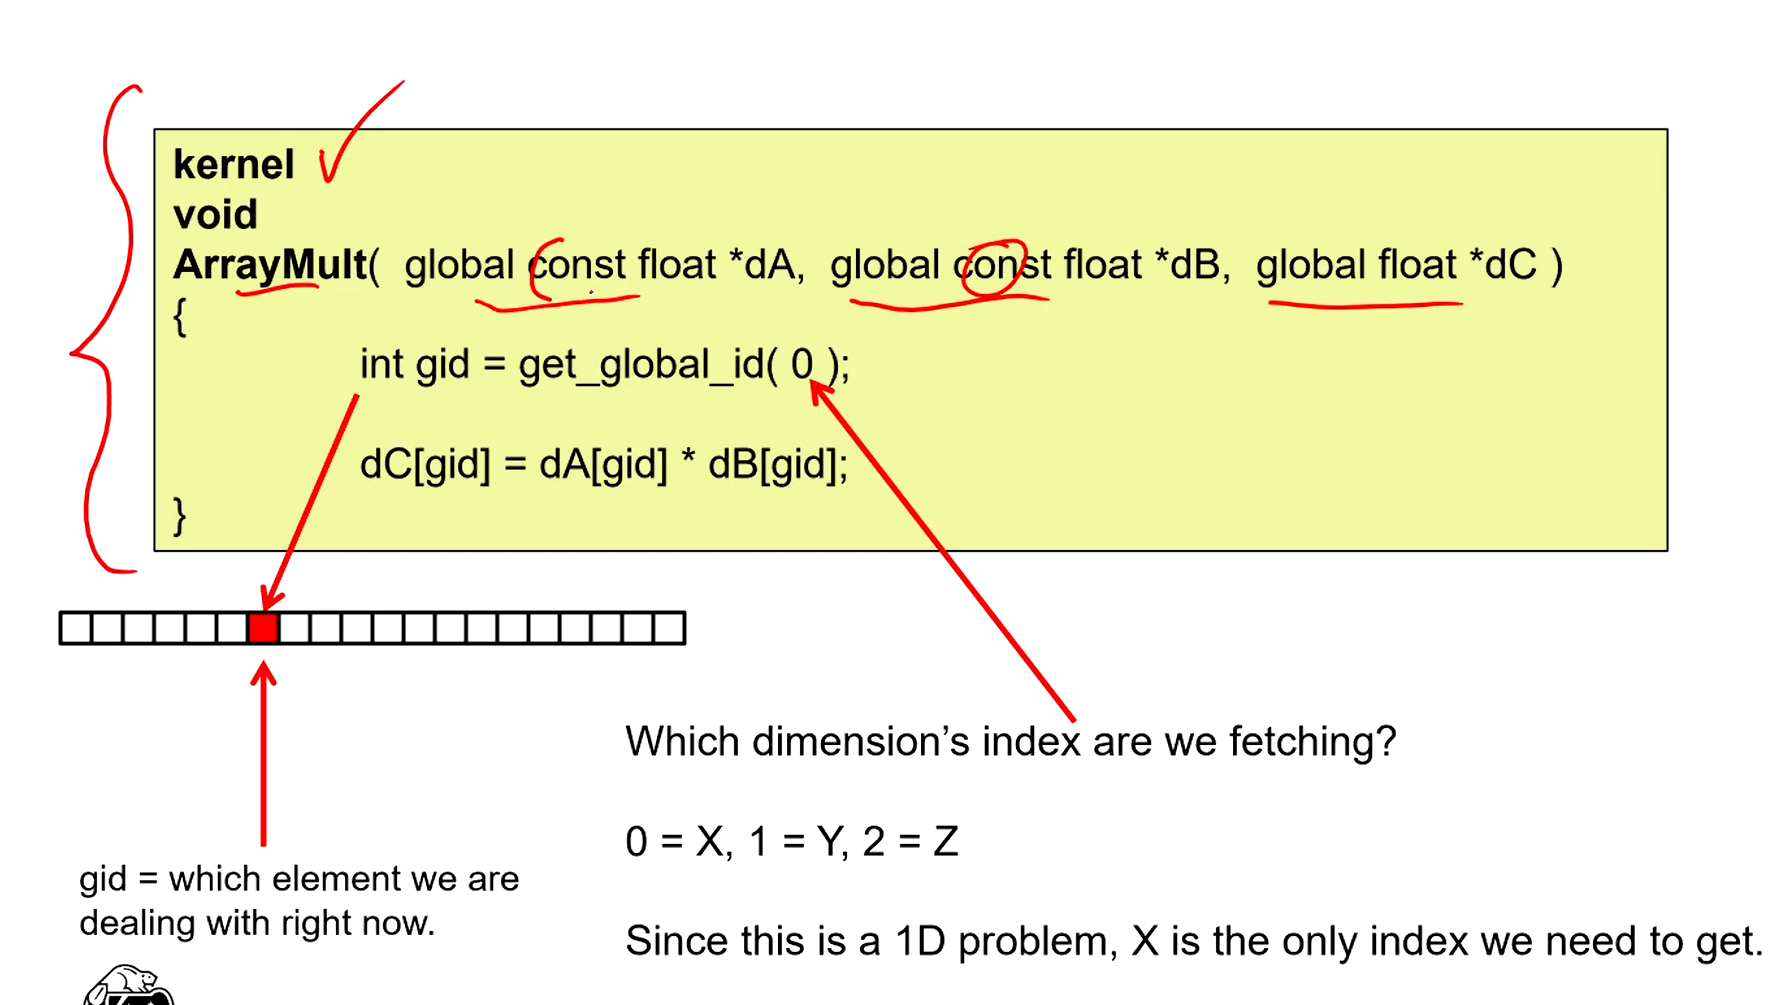 kernel
void
ArrayMult( global const float *dA, global const float *dB, global float *dC )
{
int gid = get_global_id( 0 );
dC[gid] = dA[gid] * dB[gid];
}
gid = which element we are
dealing with right now.
Which dimension’s index are we fetching?
0 = X, 1 = Y, 2 = Z
Since this is a 1D problem, X is the only index we need to get.